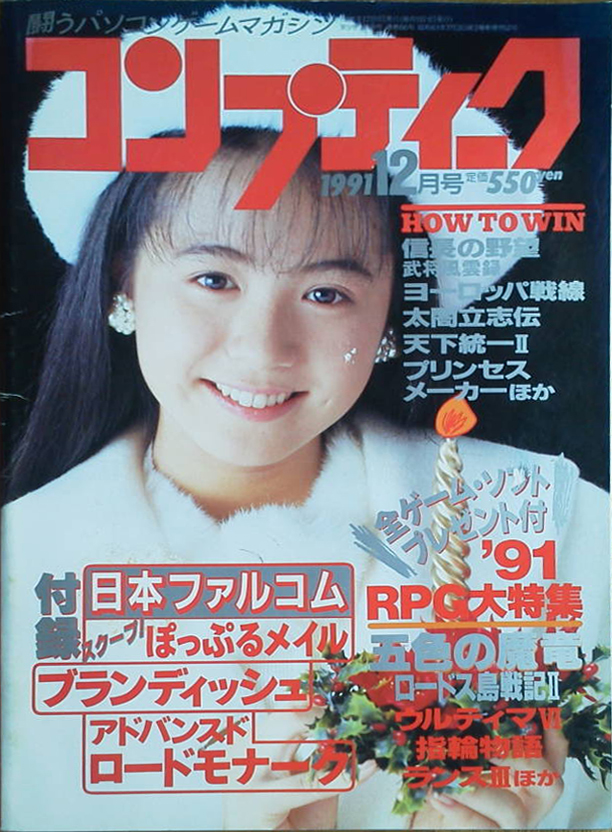 闘うパソコンゲームマガジン
コンプティーク
1991 12月号 定価550yen
HOW TO WIN
信長の野望
武将風雲録
ヨーロッパ戦線
太閤立志伝
天下統一II
プリンセス
メーカーほか
全ゲーム・ソフト
プレゼント付
'91
RPG大特集
五色の魔竜
ロードス島戦記II
ウルティマVI
指輪物語
ランスIIIほか
付録
日本ファルコム
スクープ!ぽっぷるメイル
ブランディッシュ
アドバンスド
ロードモナーク